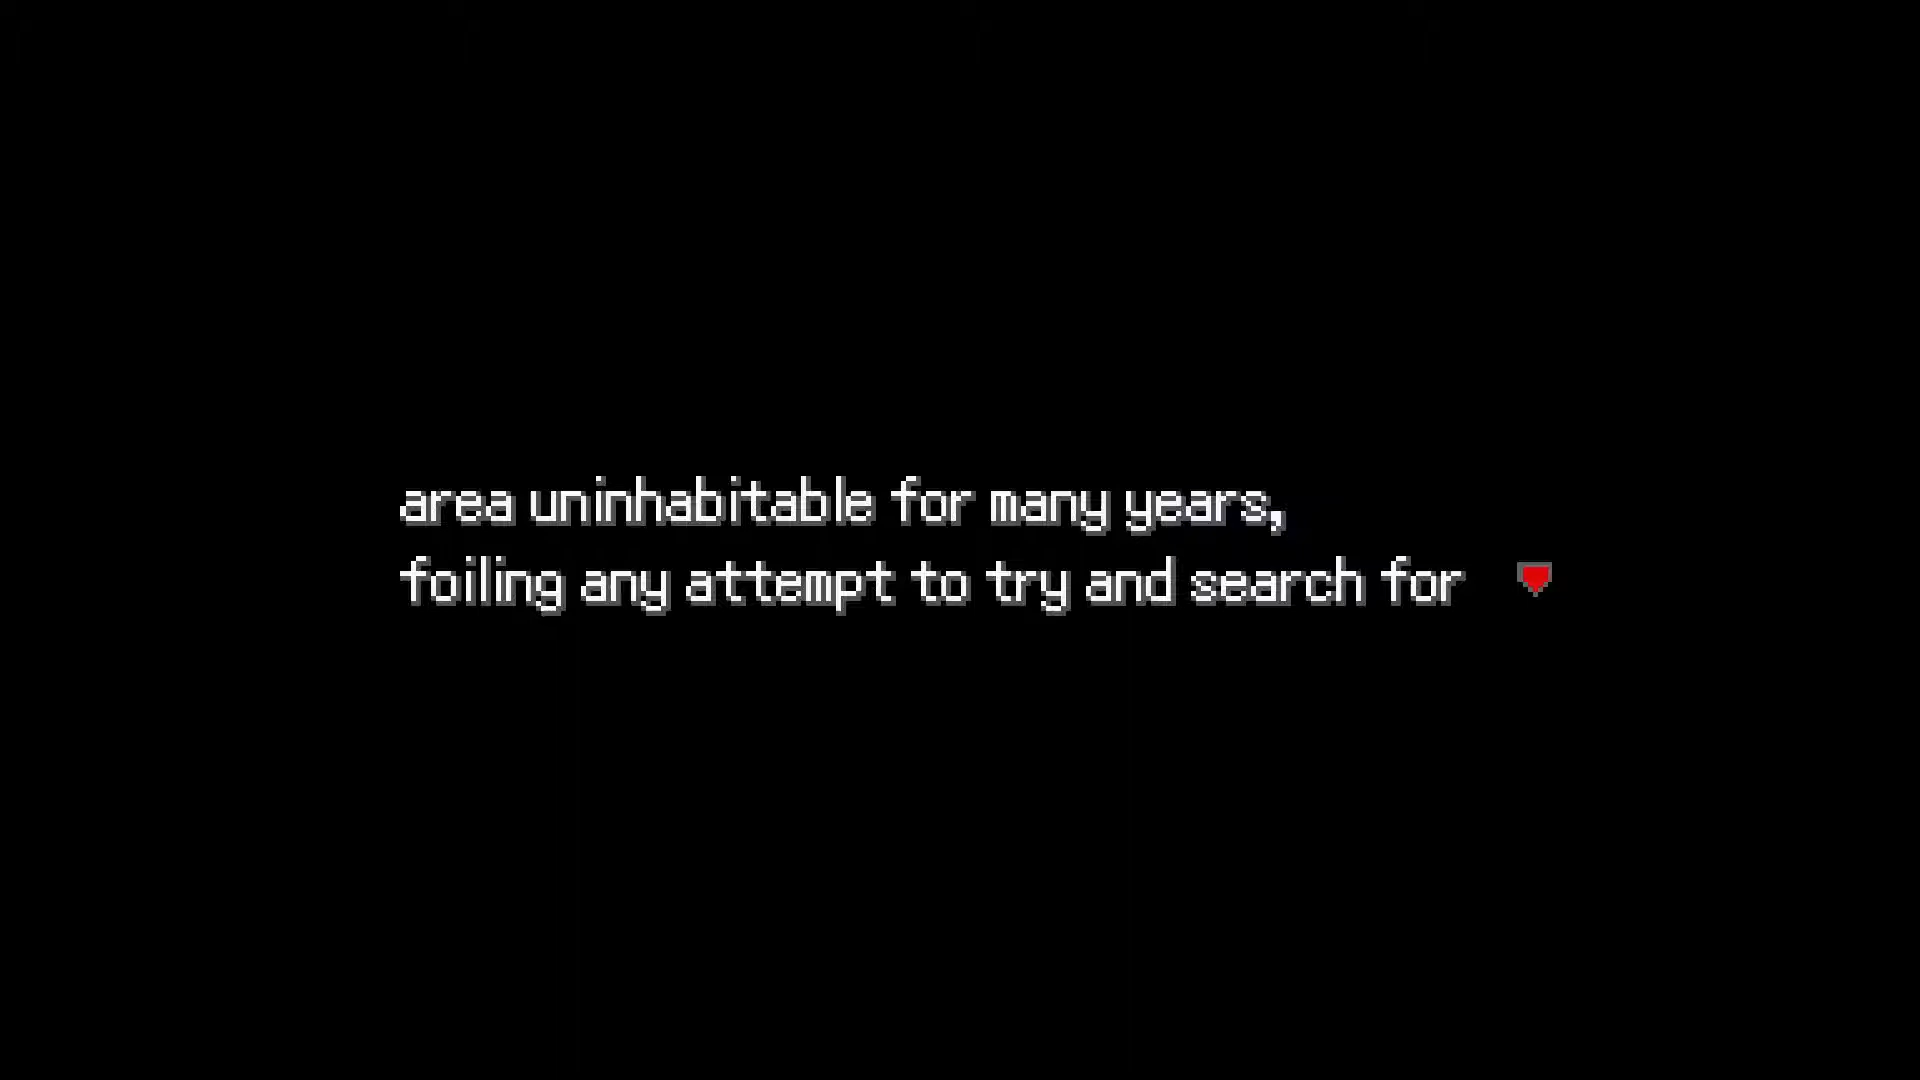 area uninhabitable for many years,
foiling any attempt to try and search for